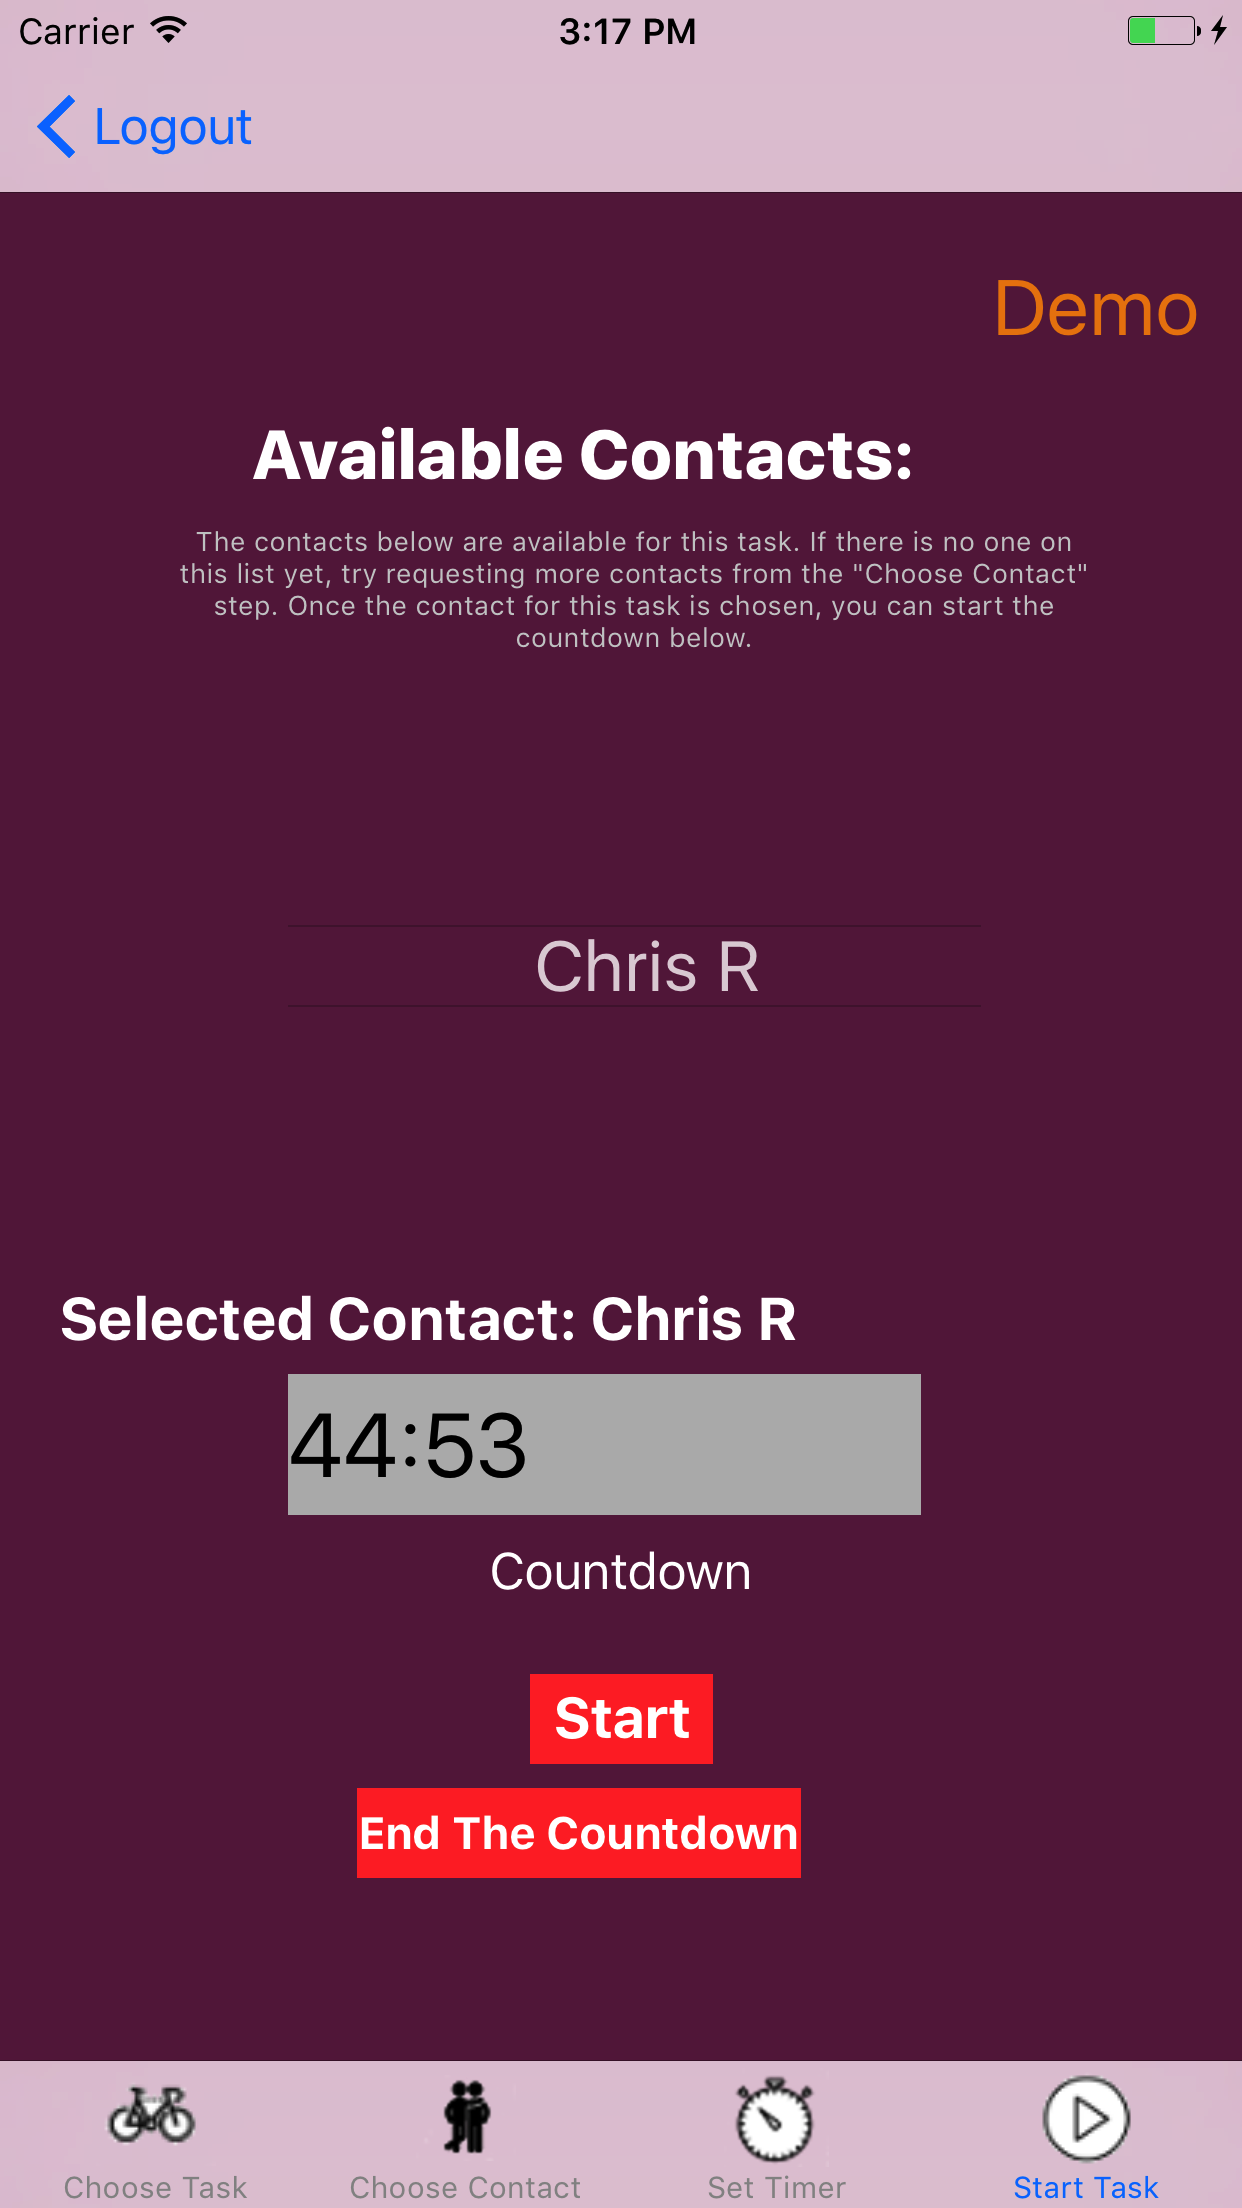 Carrier 3:17 PM
Logout
Demo
Available Contacts:
The contacts below are available for this task. If there is no one on
this list yet, try requesting more contacts from the "Choose Contact"
step. Once the contact for this task is chosen, you can start the
countdown below.
Chris R
Selected Contact: Chris R
44:53
Countdown
Start
End The Countdown
Choose Task Choose Contact Set Timer Start Task